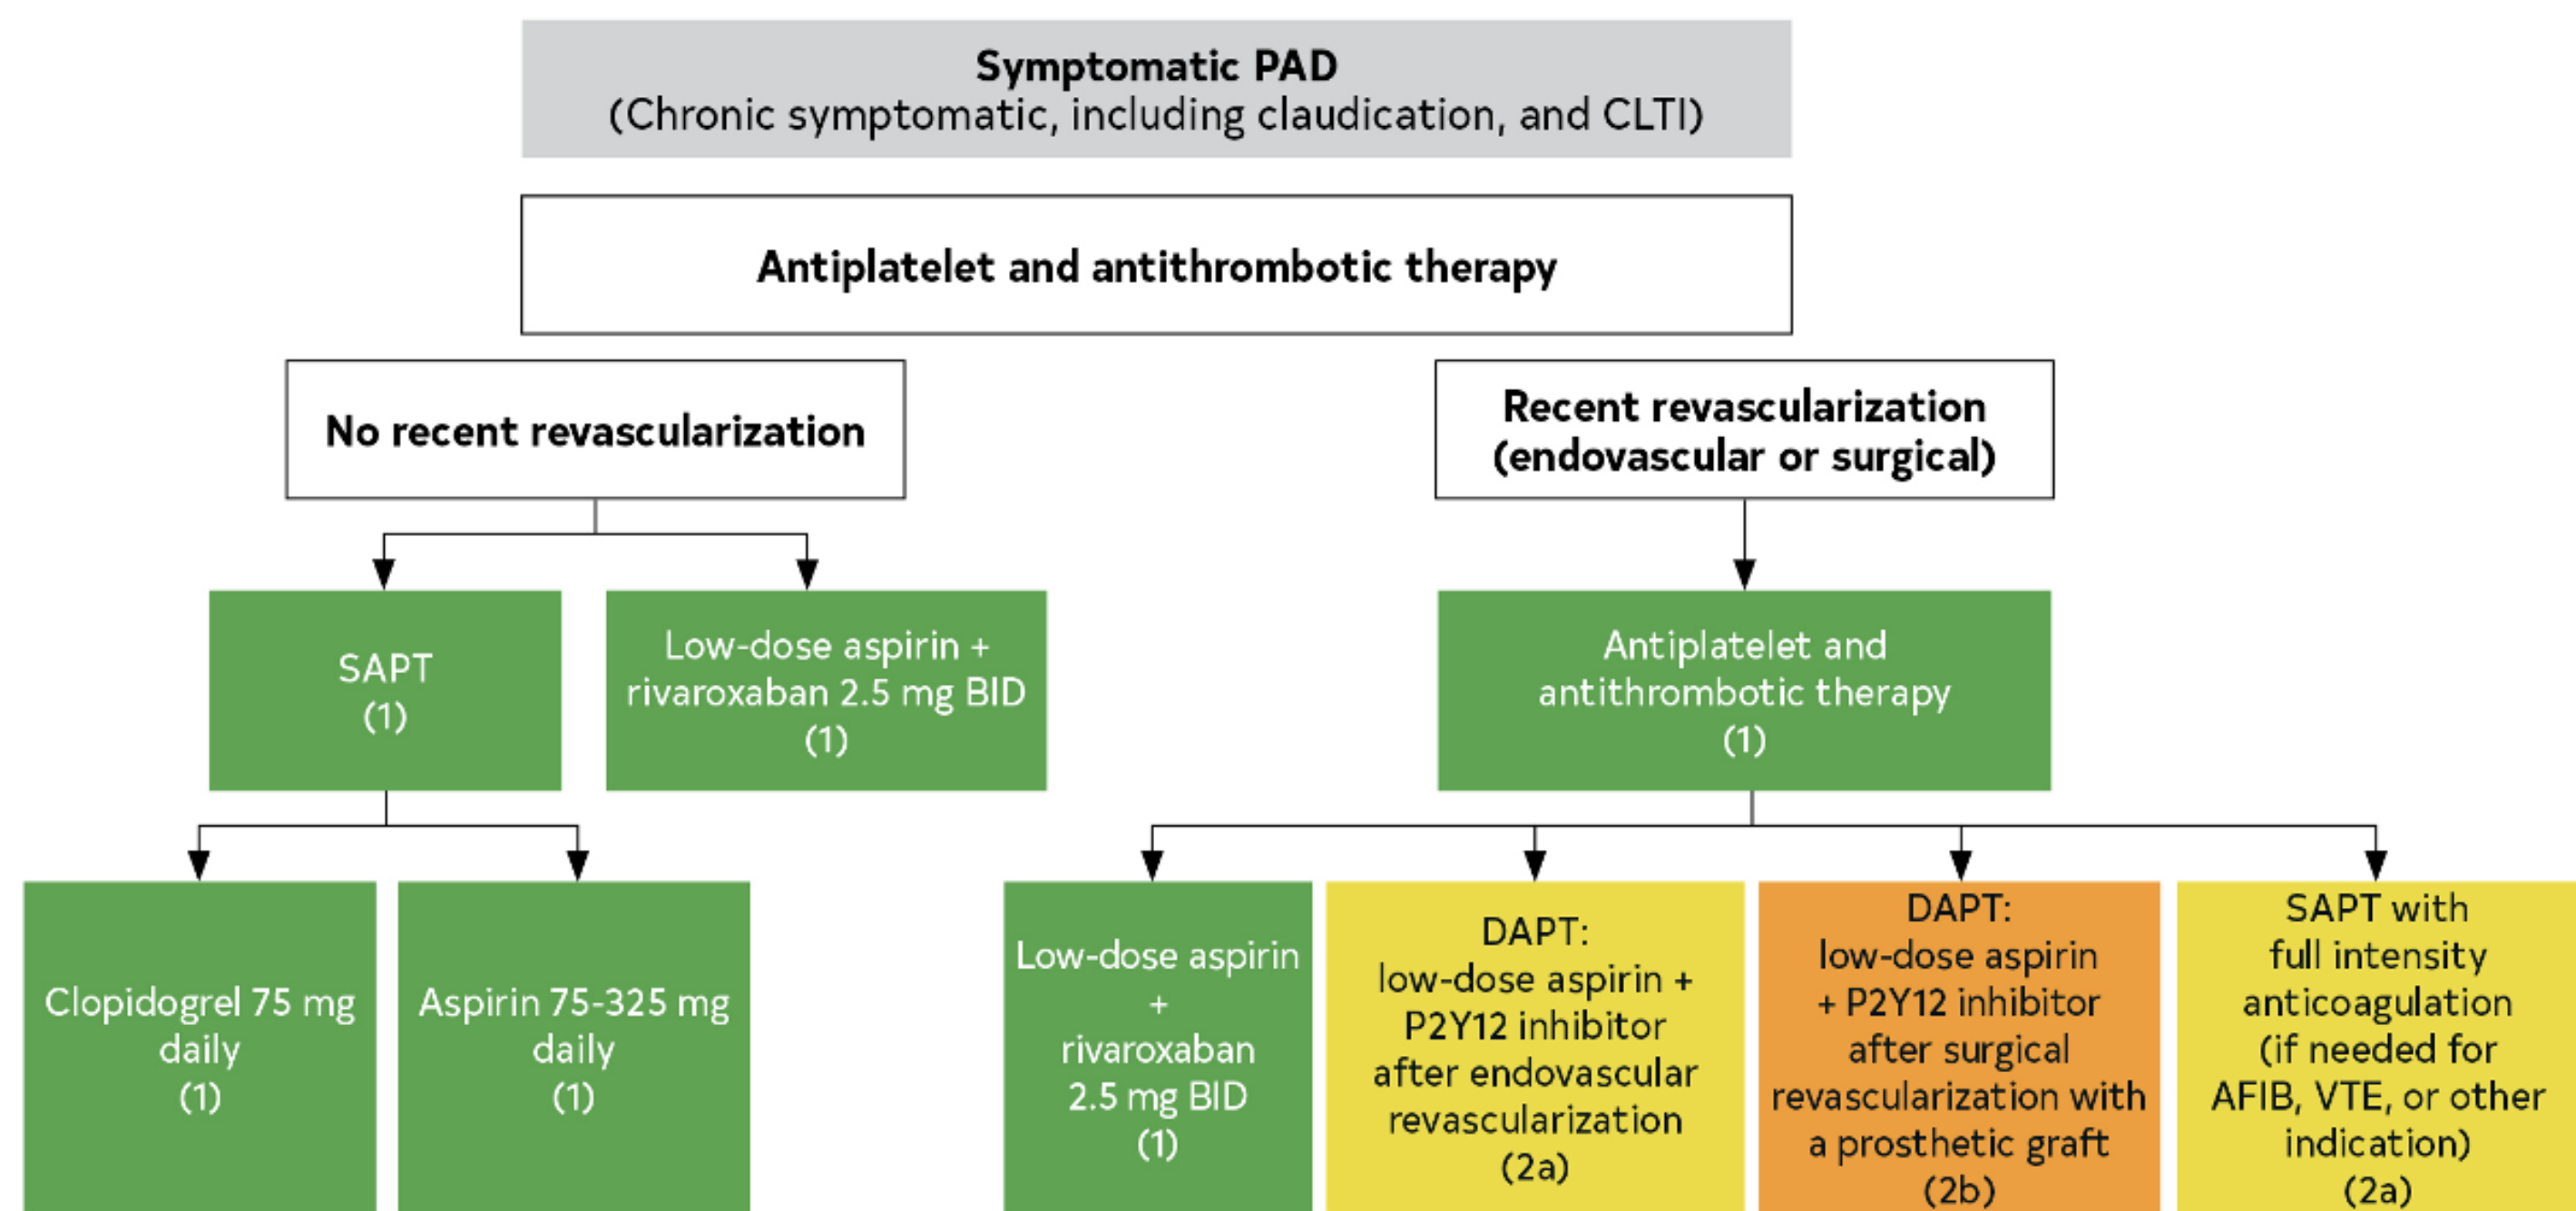 Symptomatic PAD
(Chronic symptomatic, including claudication, and CLTI)
Antiplatelet and antithrombotic therapy
No recent revascularization
Recent revascularization
(endovascular or surgical)
SAPT
(1)
Low-dose aspirin +
rivaroxaban 2.5 mg BID
(1)
Antiplatelet and
antithrombotic therapy
(1)
Clopidogrel 75 mg
daily
(1)
Aspirin 75-325 mg
daily
(1)
Low-dose aspirin
+
rivaroxaban
2.5 mg BID
(1)
DAPT:
low-dose aspirin +
P2Y12 inhibitor
after endovascular
revascularization
(2a)
DAPT:
low-dose aspirin
+ P2Y12 inhibitor
after surgical
revascularization with
a prosthetic graft
(2b)
SAPT with
full intensity
anticoagulation
(if needed for
AFIB, VTE, or other
indication)
(2a)